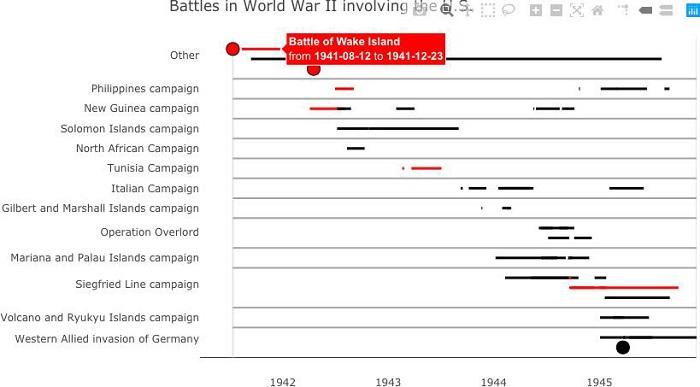 Battles in World War II involving the U.S.
Battle of Wake Island
from 1941-08-12 to 1941-12-23
Other
Philippines campaign
New Guinea campaign
Solomon Islands campaign
North African Campaign
Tunisia Campaign
Italian Campaign
Gilbert and Marshall Islands campaign
Operation Overlord
Mariana and Palau Islands campaign
Siegfried Line campaign
Volcano and Ryukyu Islands campaign
Western Allied invasion of Germany
1942 1943 1944 1945